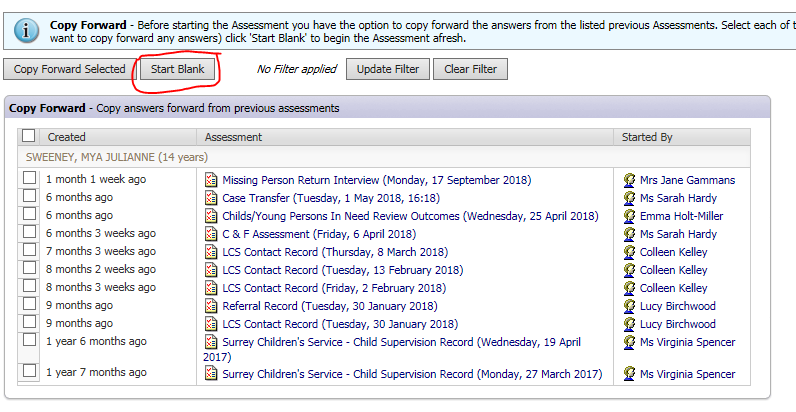 Copy Forward - Before starting the Assessment you have the option to copy forward the answers from the listed previous Assessments. Select each of t
want to copy forward any answers) click 'Start Blank' to begin the Assessment afresh.
Copy Forward Selected Start Blank No Filter applied Update Filter Clear Filter
Copy Forward - Copy answers forward from previous assessments
Created Assessment Started By
SWEENEY, MYA JULIANNE (14 years)
1 month 1 week ago Missing Person Return Interview (Monday, 17 September 2018) Mrs Jane Gammans
6 months ago Case Transfer (Tuesday, 1 May 2018, 16:18) Ms Sarah Hardy
6 months ago Childs/Young Persons In Need Review Outcomes (Wednesday, 25 April 2018) Emma Holt-Miller
6 months 3 weeks ago C & F Assessment (Friday, 6 April 2018) Ms Sarah Hardy
7 months 3 weeks ago LCS Contact Record (Thursday, 8 March 2018) Colleen Kelley
8 months 2 weeks ago LCS Contact Record (Tuesday, 13 February 2018) Colleen Kelley
8 months 3 weeks ago LCS Contact Record (Friday, 2 February 2018) Colleen Kelley
9 months ago Referral Record (Tuesday, 30 January 2018) Lucy Birchwood
9 months ago LCS Contact Record (Tuesday, 30 January 2018) Lucy Birchwood
1 year 6 months ago Surrey Children's Service - Child Supervision Record (Wednesday, 19 April Ms Virginia Spencer
2017)
1 year 7 months ago Surrey Children's Service - Child Supervision Record (Monday, 27 March 2017) Ms Virginia Spencer